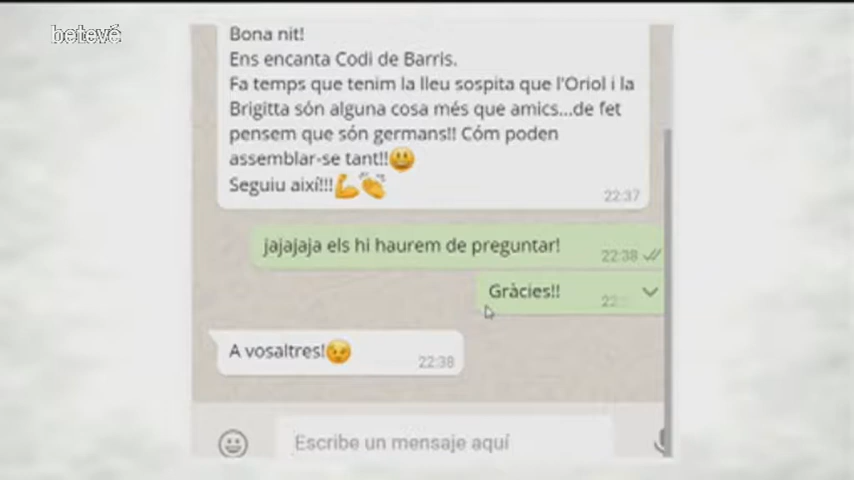 betevé
Bona nit!
Ens encanta Codi de Barris.
Fa temps que tenim la lleu sospita que l'Oriol i la
Brigitta són alguna cosa més que amics...de fet
pensem que són germans!! Cóm poden
assemblar-se tant!!😃
Seguiu així!!!💪👏
22:37
jajajaja els hi haurem de preguntar!
22:38
Gràcies!!
A vosaltres!😉
22:38
Escribe un mensaje aquí